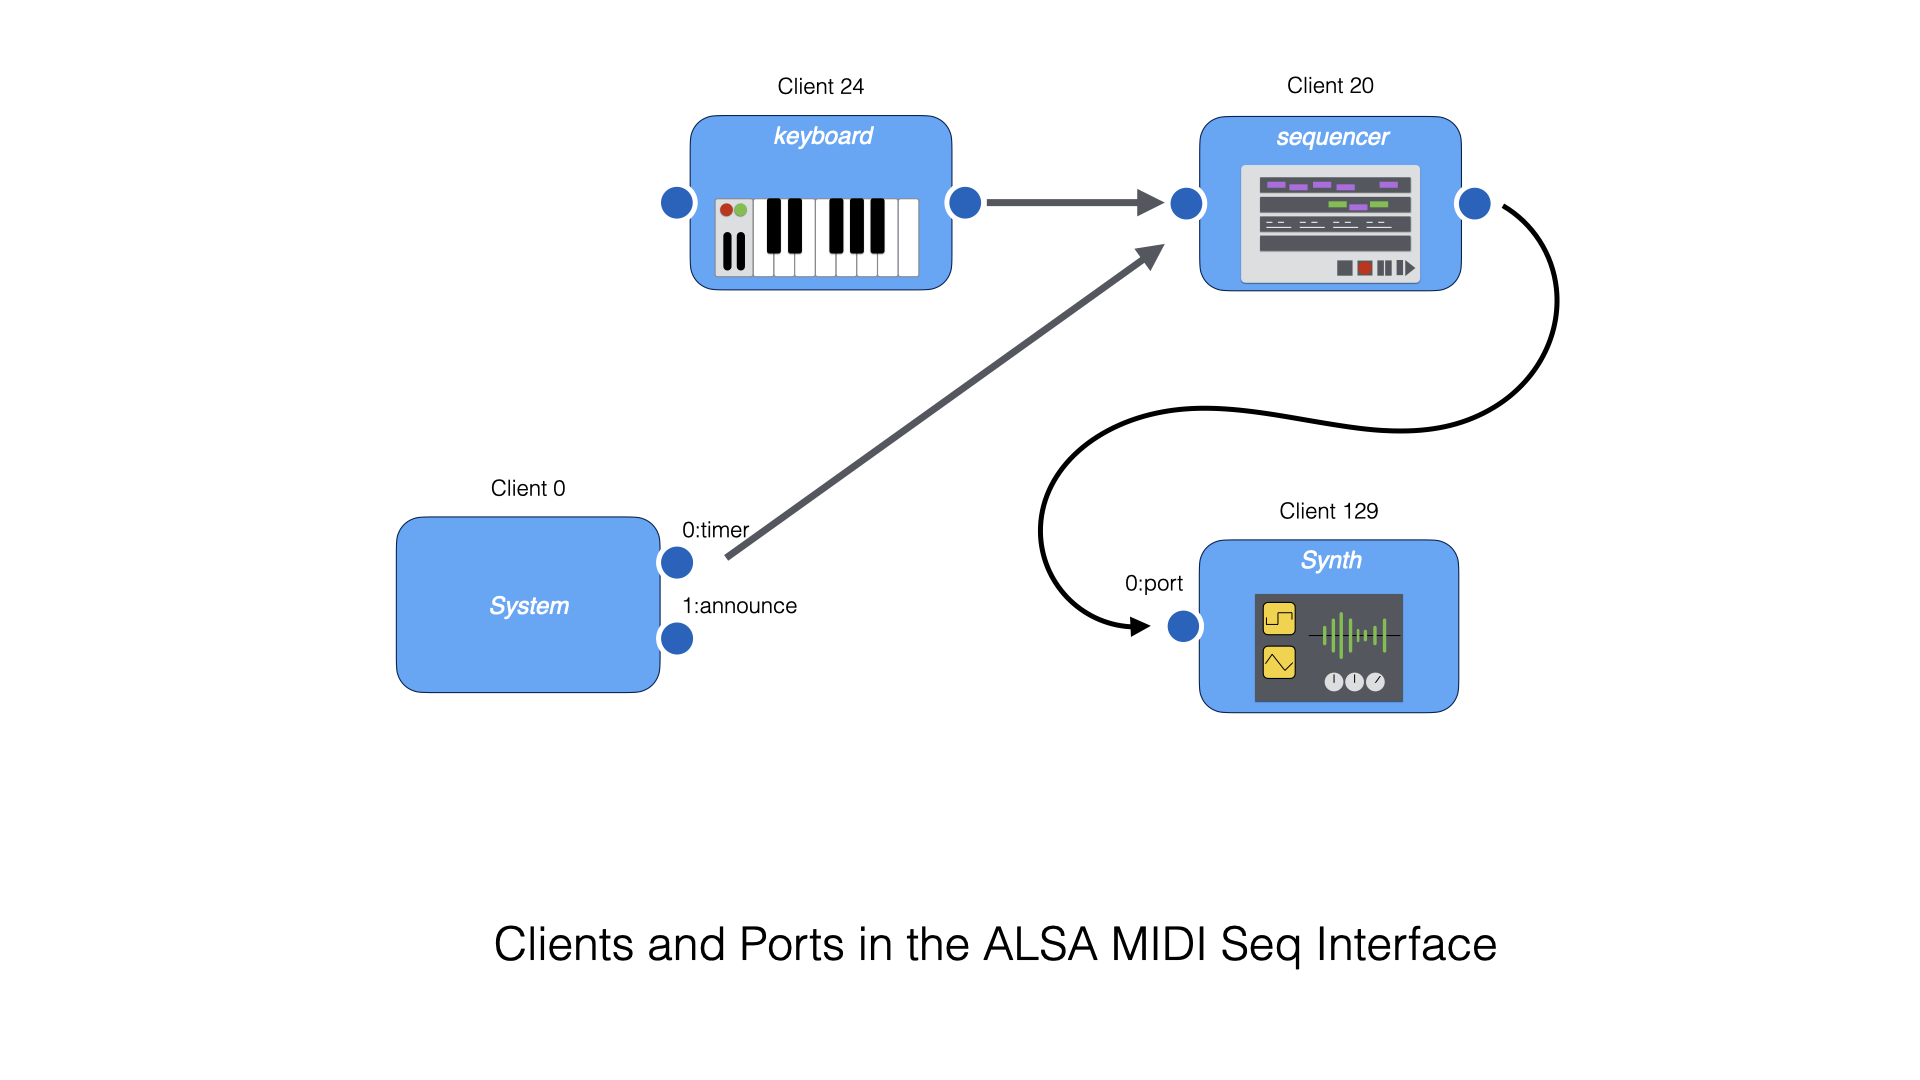 Client 24
Client 20
keyboard
sequencer
Client 0
Client 129
0:timer
Synth
0:port
System
1:announce
Clients and Ports in the ALSA MIDI Seq Interface